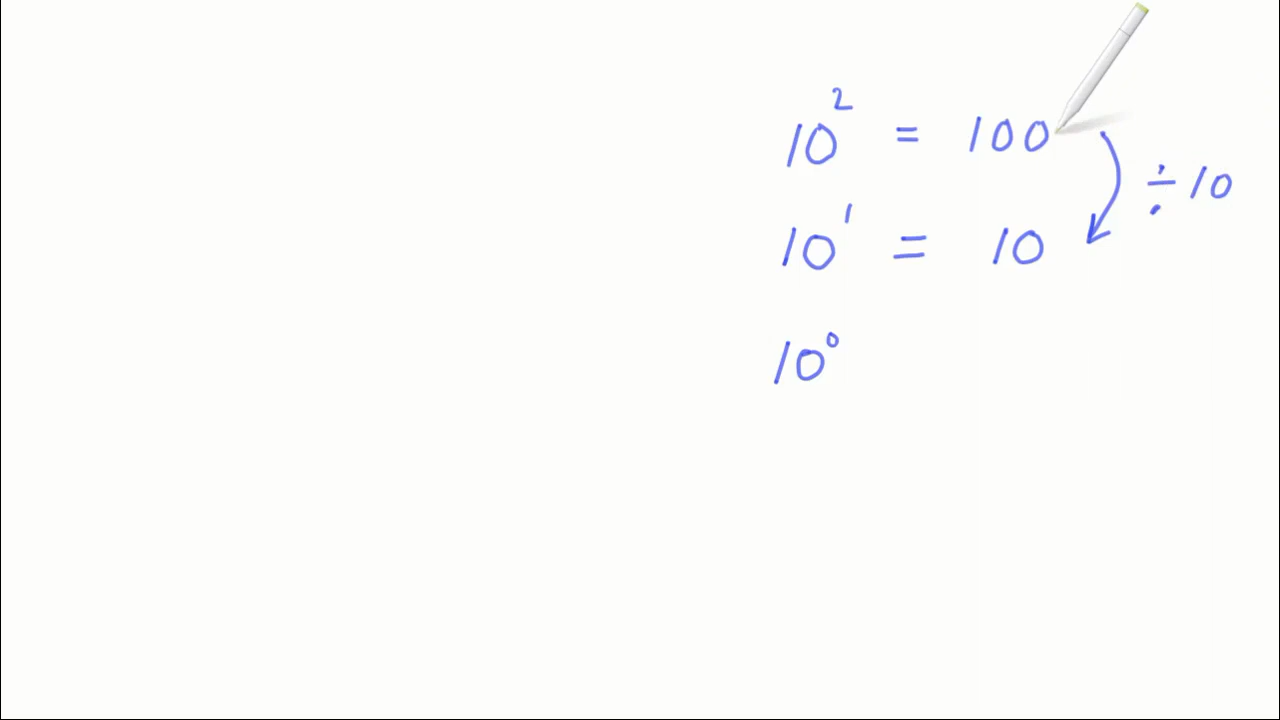 10² = 100
÷ 10
10¹ = 10
10⁰